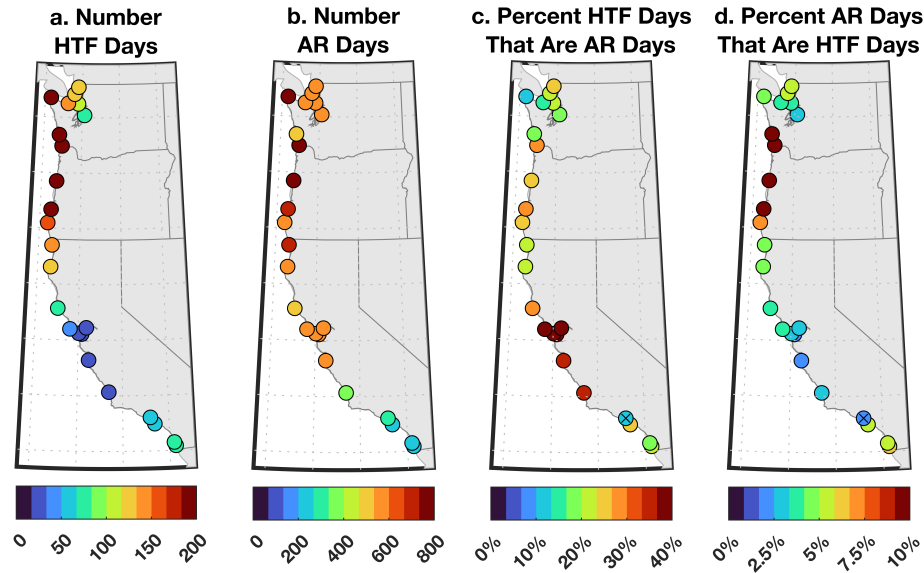 a. Number
HTF Days
b. Number
AR Days
c. Percent HTF Days
That Are AR Days
d. Percent AR Days
That Are HTF Days
0 50 100 150 200
0 200 400 600 800
0% 10% 20% 30% 40%
0% 2.5% 5% 7.5% 10%